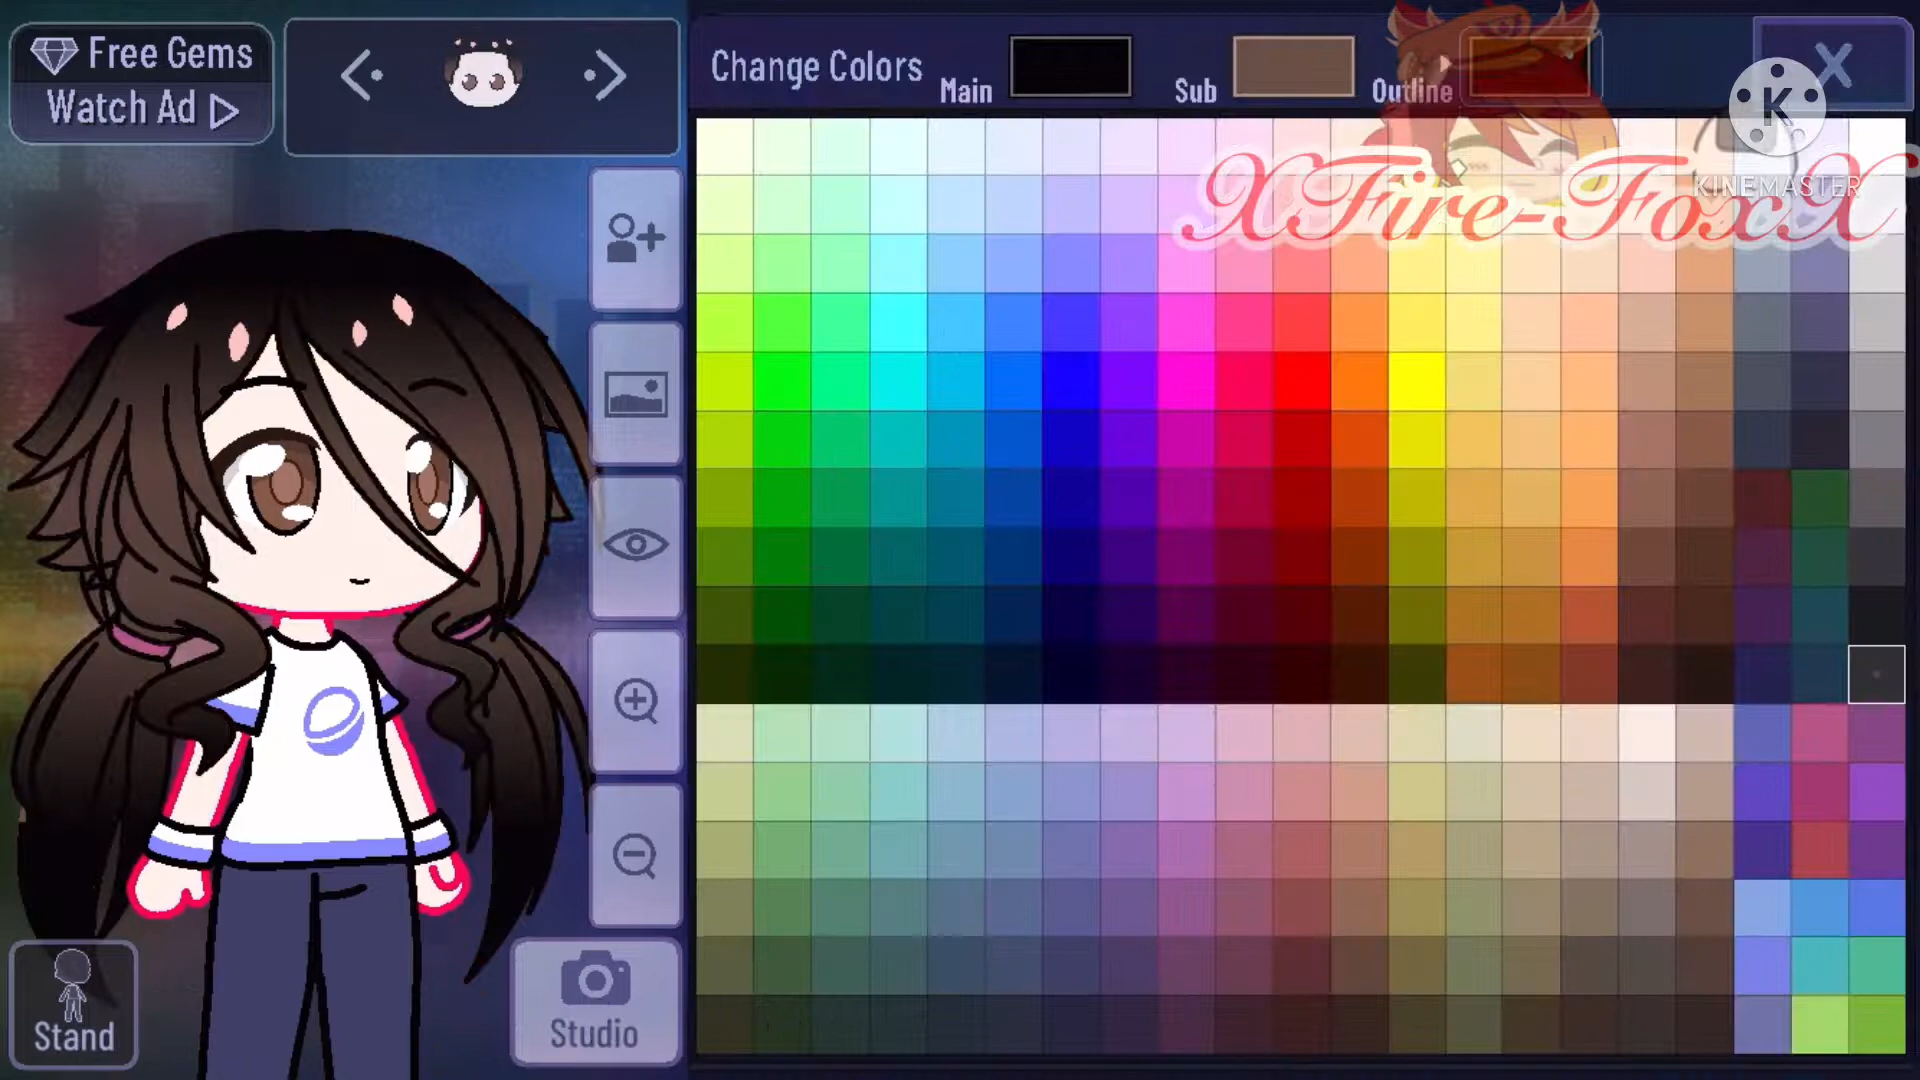 Free Gems
Watch Ad
Change Colors
Main
Sub
Outline
K
KINEMASTER
XFire-FoxX
Stand
Studio